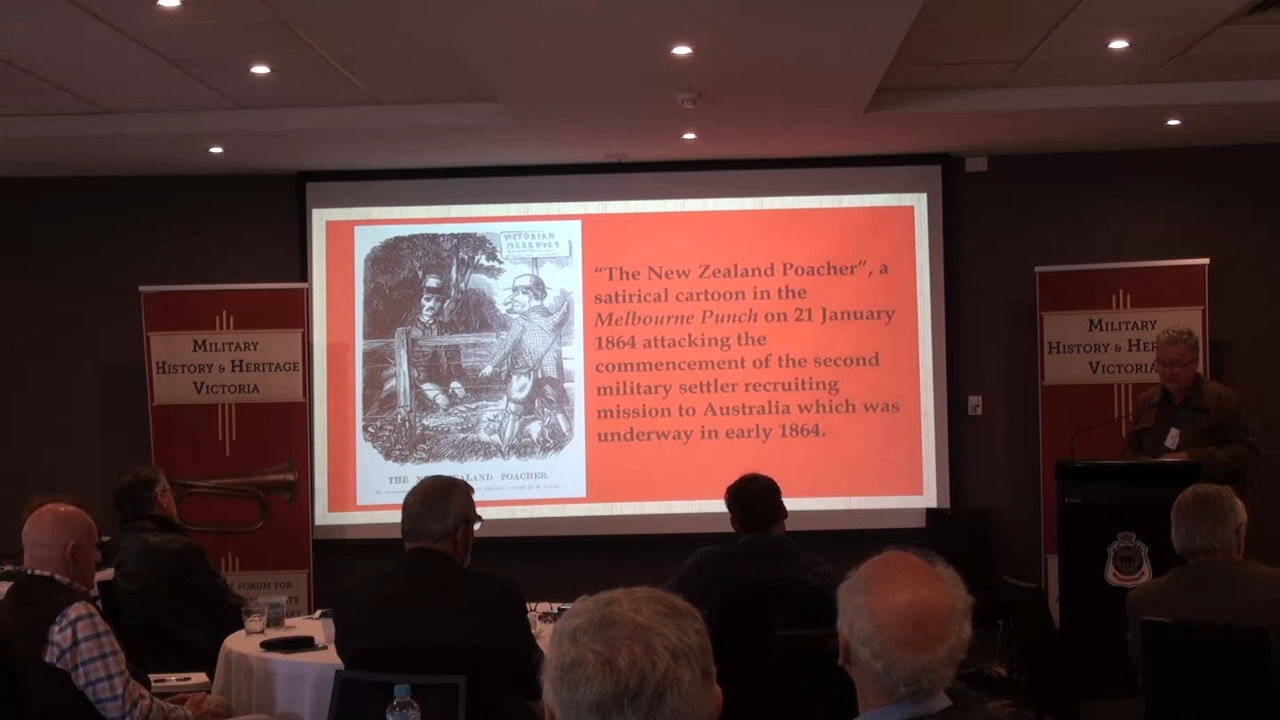 VICTORIAN
PRESERVES
"The New Zealand Poacher", a
satirical cartoon in the
Melbourne Punch on 21 January
1864 attacking the
commencement of the second
military settler recruiting
mission to Australia which was
underway in early 1864.
THE NEW ZEALAND POACHER.
MILITARY
HISTORY & HERITAGE
VICTORIA
FORUM FOR
MILITARY
HISTORY & HER
VICTORIA